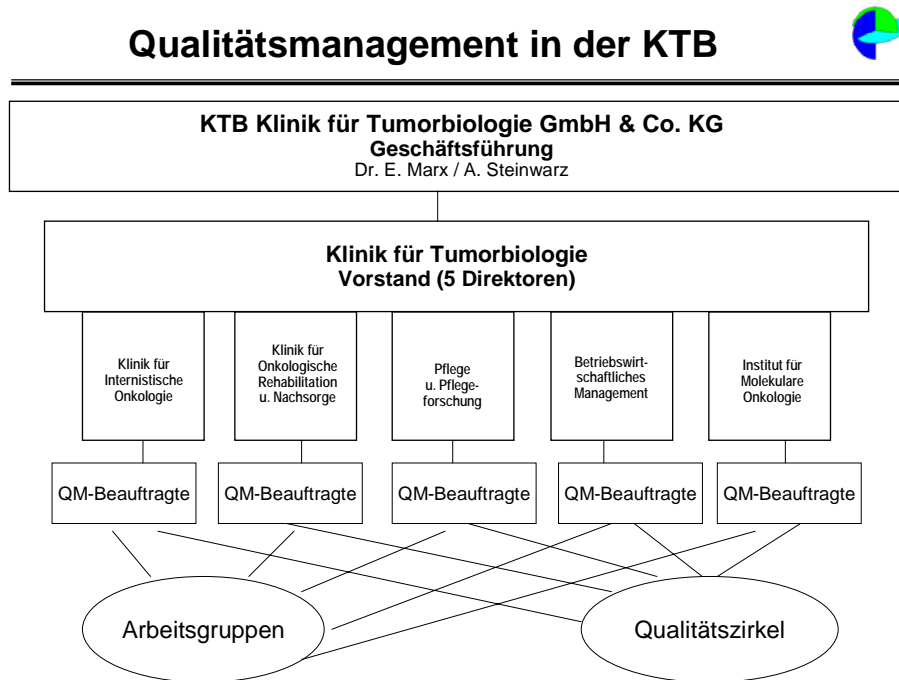 Qualitätsmanagement in der KTB
KTB Klinik für Tumorbiologie GmbH & Co. KG
Geschäftsführung
Dr. E. Marx / A. Steinwarz
Klinik für Tumorbiologie
Vorstand (5 Direktoren)
Klinik für
Internistische
Onkologie
Klinik für
Onkologische
Rehabilitation
u. Nachsorge
Pflege
u. Pflege-
forschung
Betriebswirt-
schaftliches
Management
Institut für
Molekulare
Onkologie
QM-Beauftragte
QM-Beauftragte
QM-Beauftragte
QM-Beauftragte
QM-Beauftragte
Arbeitsgruppen
Qualitätszirkel